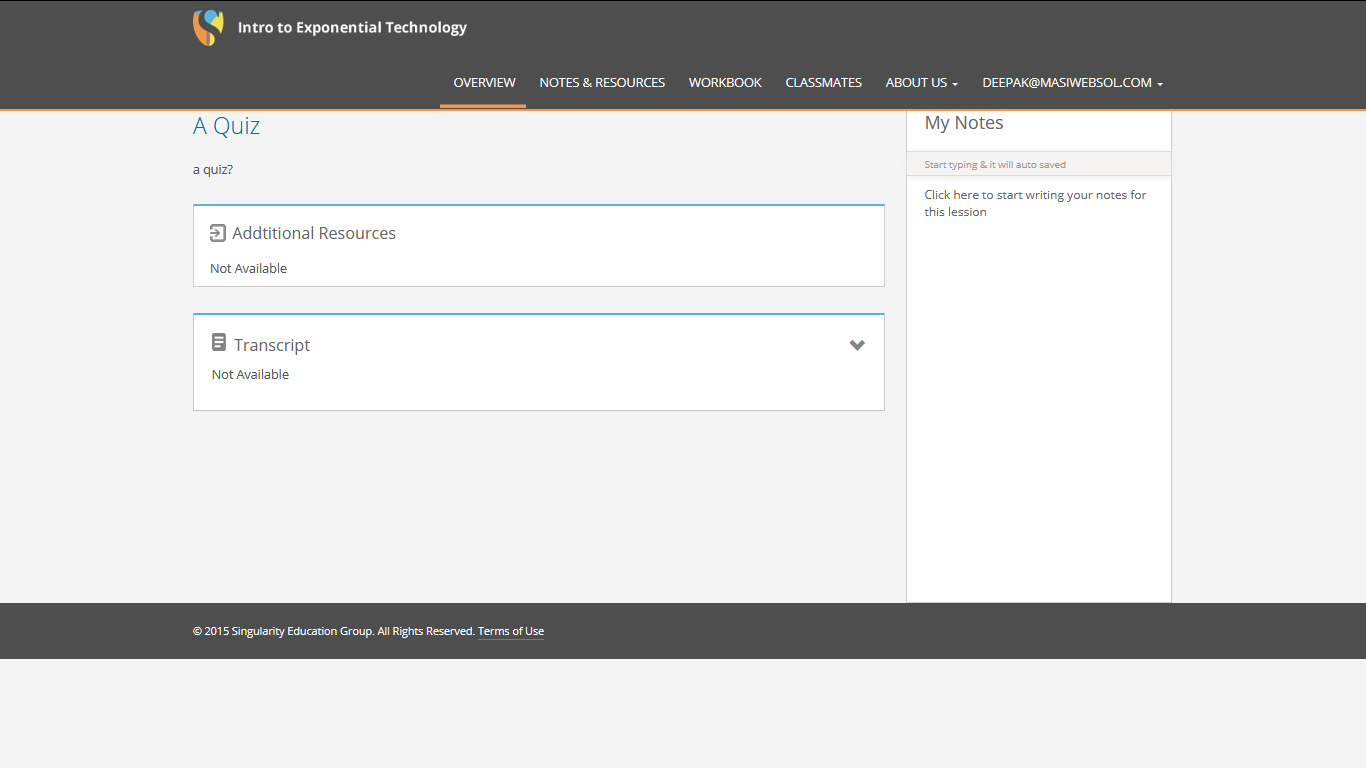 Intro to Exponential Technology
OVERVIEW NOTES & RESOURCES WORKBOOK CLASSMATES ABOUT US DEEPAK@MASIWEBSOL.COM
A Quiz
a quiz?
Addtitional Resources
Not Available
Transcript
Not Available
My Notes
Start typing & it will auto saved
Click here to start writing your notes for
this lession
© 2015 Singularity Education Group. All Rights Reserved. Terms of Use